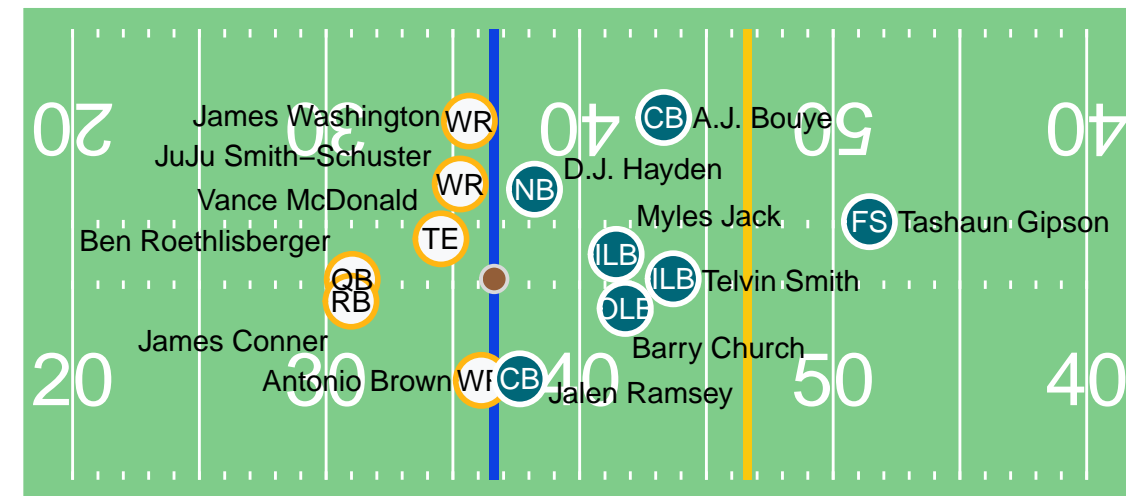 James Washington
WR
CB
A.J. Bouye
20
30
40
50
40
JuJu Smith−Schuster
WR
NB
D.J. Hayden
Vance McDonald
TE
Myles Jack
FS
Tashaun Gipson
Ben Roethlisberger
QB
ILB
ILB
Telvin Smith
RB
OLB
James Conner
Barry Church
20
30
40
50
40
Antonio Brown
WR
CB
Jalen Ramsey